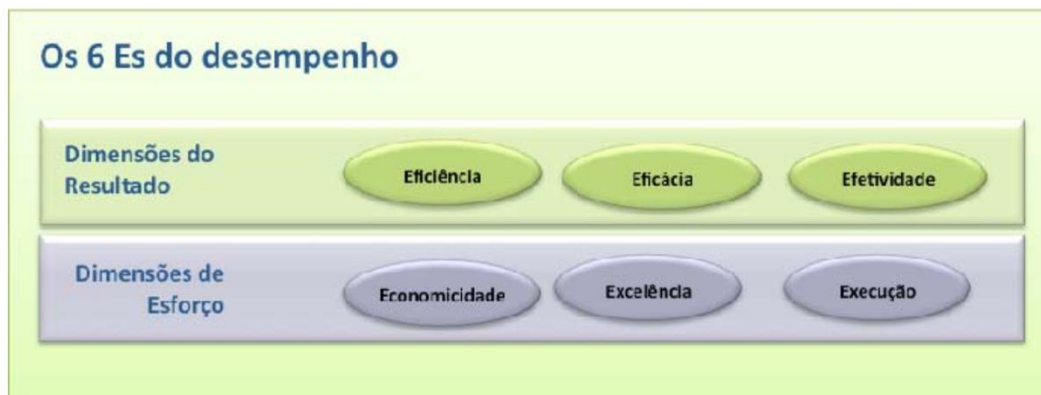 Os 6 Es do desempenho
Dimensões do
Resultado
Eficiência
Eficácia
Efetividade
Dimensões de
Esforço
Economicidade
Excelência
Execução